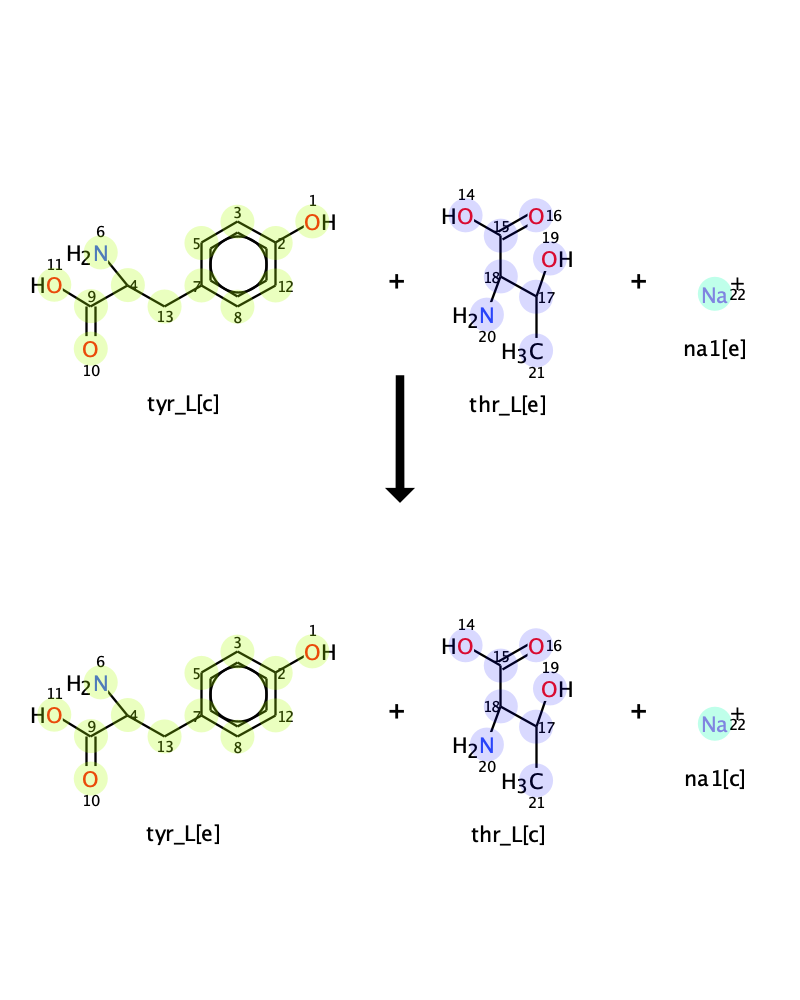 14
1 HO 15 O 16
3 OH 19
6 5 2 OH
H2N +
11 18 + Na 22
HO 9 4 7 12 + 17
13 8 H2N
O 20 na1[e]
10 H3C
21
tyr_L[c] thr_L[e]
14
1 HO 15 O 16
3 OH 19
6 5 2 OH
H2N +
11 18 + Na 22
HO 9 4 7 12 + 17
13 8 H2N
O 20 na1[c]
10 H3C
21
tyr_L[e] thr_L[c]